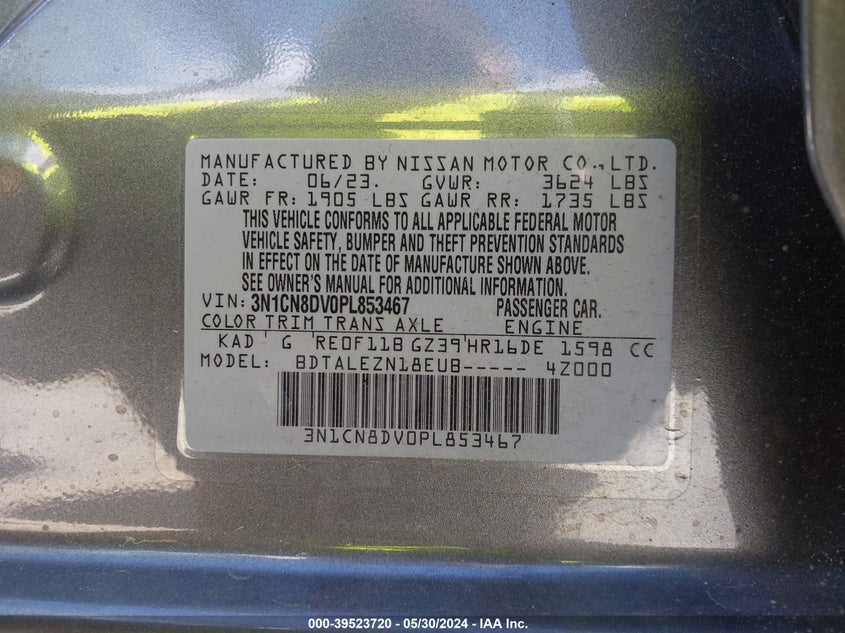 MANUFACTURED BY NISSAN MOTOR CO., LTD.
DATE: 06/23. GVWR: 3624 LBS
GAWR FR: 1905 LBS GAWR RR: 1735 LBS
THIS VEHICLE CONFORMS TO ALL APPLICABLE FEDERAL MOTOR
VEHICLE SAFETY, BUMPER AND THEFT PREVENTION STANDARDS
IN EFFECT ON THE DATE OF MANUFACTURE SHOWN ABOVE.
SEE OWNER'S MANUAL FOR ADDITIONAL INFORMATION.
VIN: 3N1CN8DV0PL853467 PASSENGER CAR.
COLOR TRIM TRANS AXLE ENGINE
KAD G RE0F11B GZ39 HR16DE 1598 CC
MODEL: BDTALEZN18EUB----- 4Z000
3N1CN8DV0PL853467
000-39523720 - 05/30/2024 - IAA Inc.